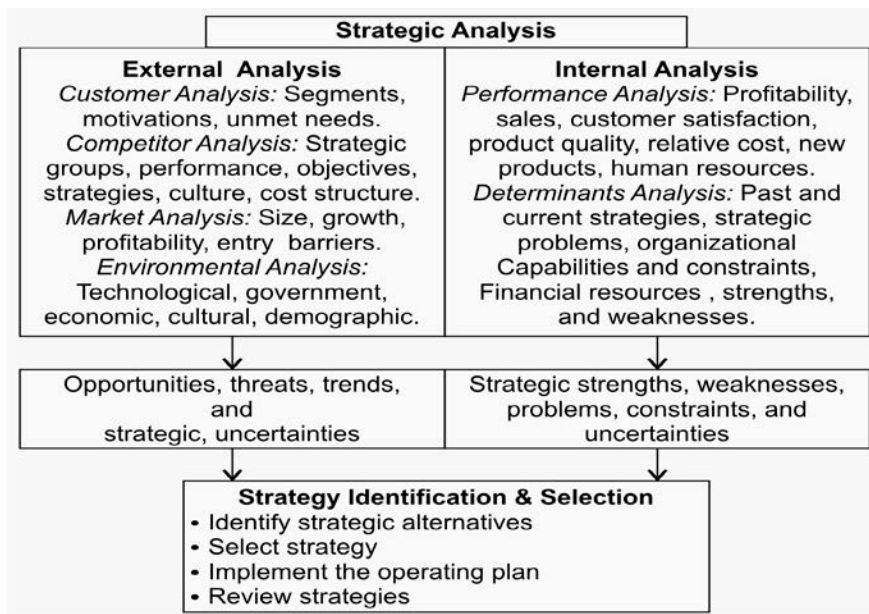 Strategic Analysis
External Analysis
Customer Analysis: Segments,
motivations, unmet needs.
Competitor Analysis: Strategic
groups, performance, objectives,
strategies, culture, cost structure.
Market Analysis: Size, growth,
profitability, entry barriers.
Environmental Analysis:
Technological, government,
economic, cultural, demographic.
Internal Analysis
Performance Analysis: Profitability,
sales, customer satisfaction,
product quality, relative cost, new
products, human resources.
Determinants Analysis: Past and
current strategies, strategic
problems, organizational
Capabilities and constraints,
Financial resources , strengths,
and weaknesses.
Opportunities, threats, trends,
and
strategic, uncertainties
Strategic strengths, weaknesses,
problems, constraints, and
uncertainties
Strategy Identification & Selection
• Identify strategic alternatives
• Select strategy
• Implement the operating plan
• Review strategies